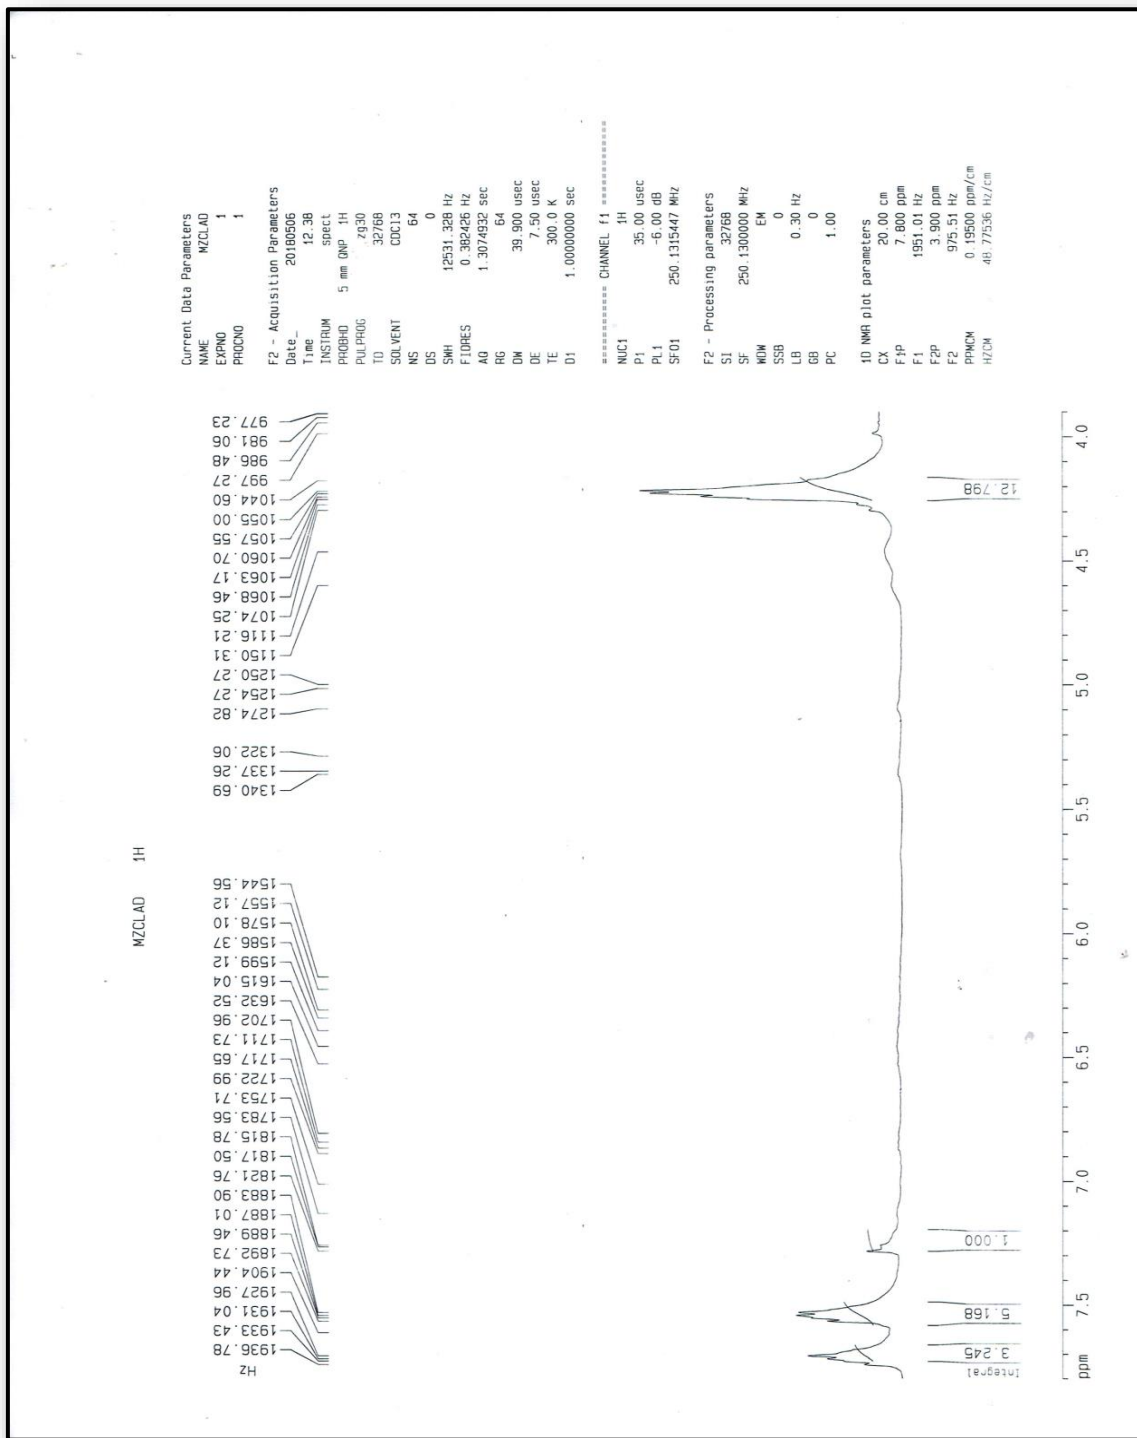 MZCLAD 1H
Hz
1936.78
1933.43
1931.04
1927.96
1904.44
1892.73
1889.46
1887.01
1883.90
1821.76
1817.50
1815.78
1783.56
1753.71
1722.99
1717.65
1711.73
1702.96
1632.52
1615.04
1599.12
1586.37
1578.10
1557.12
1544.56
1340.69
1337.26
1322.06
1274.82
1254.27
1250.27
1150.31
1116.21
1074.25
1068.46
1063.17
1060.70
1057.55
1055.00
1044.60
997.27
986.48
981.06
977.23
Current Data Parameters
NAME MZCLAD
EXPNO 1
PROCNO 1
F2 - Acquisition Parameters
Date_ 20180506
Time 12.38
INSTRUM spect
PROBHD 5 mm QNP 1H
PULPROG zg30
TD 32768
SOLVENT CDCl3
NS 64
DS 0
SWH 12531.328 Hz
FIDRES 0.382426 Hz
AQ 1.3074932 sec
RG 64
DW 39.900 usec
DE 7.50 usec
TE 300.0 K
D1 1.00000000 sec
======== CHANNEL f1 ========
NUC1 1H
P1 35.00 usec
PL1 -6.00 dB
SFO1 250.1315447 MHz
F2 - Processing parameters
SI 32768
SF 250.1300000 MHz
WDW EM
SSB 0
LB 0.30 Hz
GB 0
PC 1.00
1D NMR plot parameters
CX 20.00 cm
F1P 7.800 ppm
F1 1951.01 Hz
F2P 3.900 ppm
F2 975.51 Hz
PPMCM 0.19500 ppm/cm
HZCM 48.77536 Hz/cm
Integral
3.245
5.168
1.000
12.798
ppm 7.5 7.0 6.5 6.0 5.5 5.0 4.5 4.0